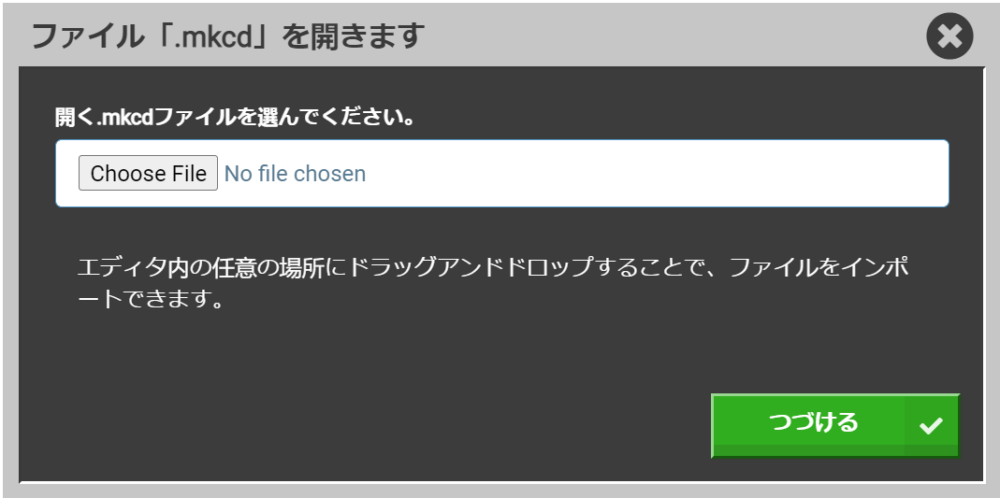 ファイル「.mkcd」を開きます
開く.mkcdファイルを選んでください。
Choose File No file chosen
エディタ内の任意の場所にドラッグアンドドロップすることで、ファイルをインポ
ートできます。
つづける